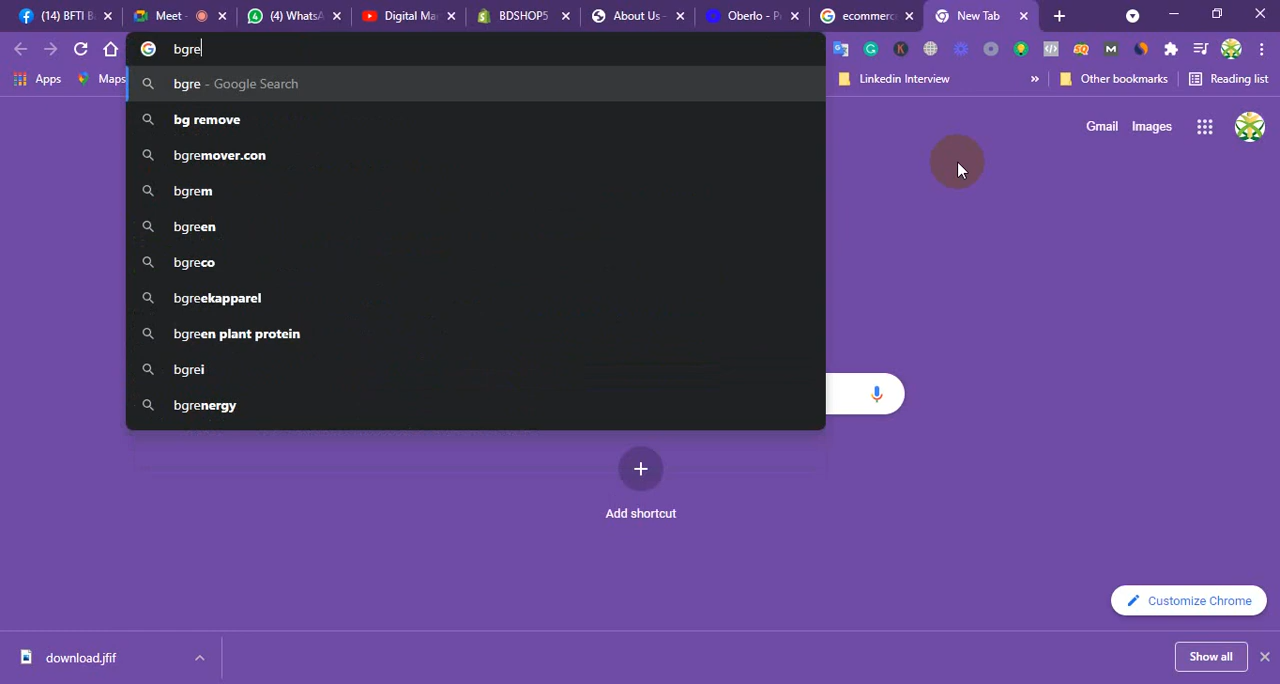 (14) BFTI B
Meet -
(4) WhatsA
Digital Ma
BDSHOP5
About Us -
Oberlo - P
ecommerc
New Tab
bgre
Apps
Maps
Linkedin Interview
»
Other bookmarks
Reading list
bgre - Google Search
bg remove
bgremover.con
bgrem
bgreen
bgreco
bgreekapparel
bgreen plant protein
bgrei
bgrenergy
Gmail
Images
Add shortcut
Customize Chrome
download.jfif
Show all